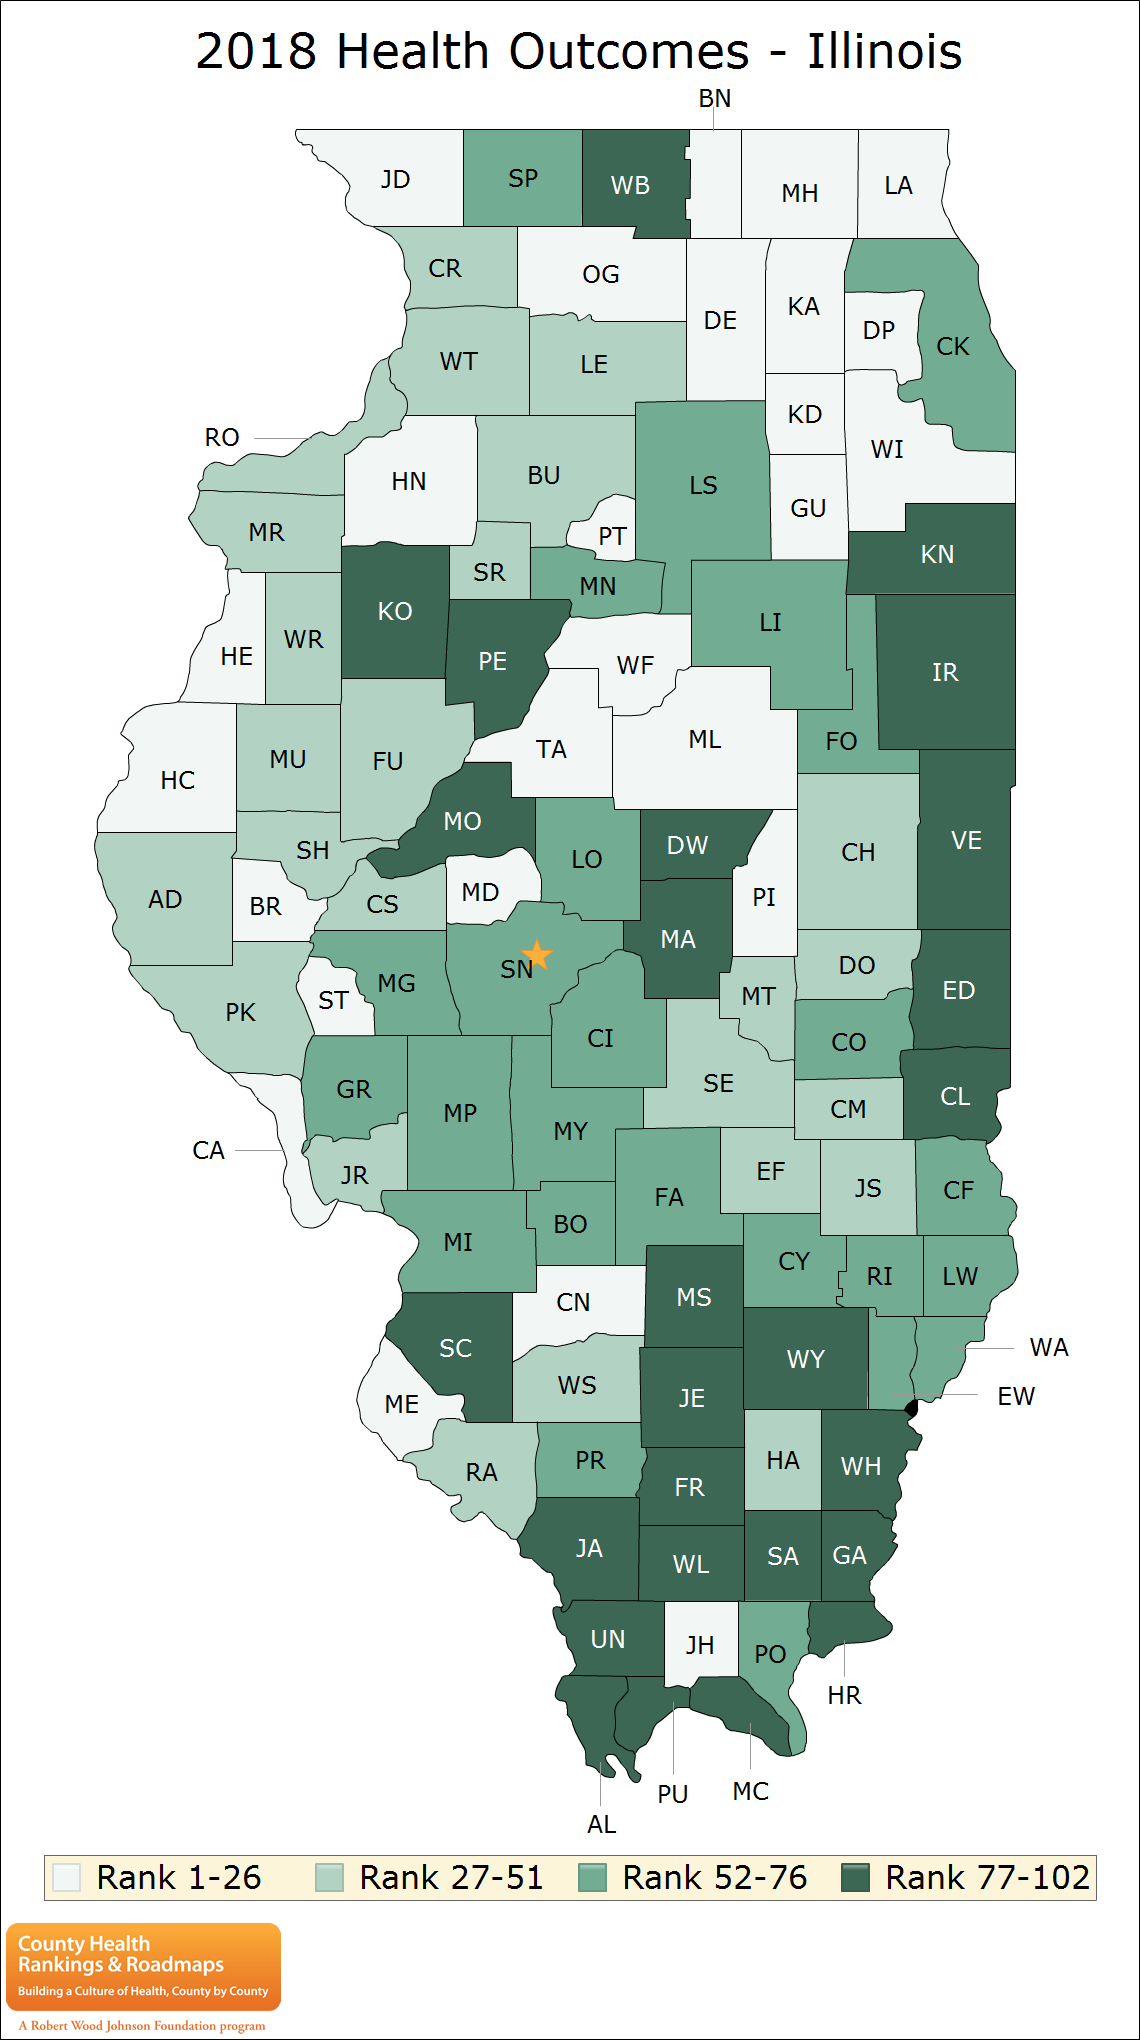 2018 Health Outcomes - Illinois
BN
JD
SP
WB
MH
LA
CR
OG
DE
KA
DP
CK
WT
LE
KD
RO
WI
HN
BU
LS
GU
MR
PT
KN
SR
MN
KO
LI
WR
HE
PE
WF
IR
ML
FO
TA
MU
FU
HC
MO
VE
DW
SH
LO
CH
MD
PI
AD
CS
BR
MA
DO
SN
MG
ED
MT
ST
PK
CI
CO
SE
GR
CL
CM
MP
MY
CA
EF
JR
JS
CF
FA
BO
MI
CY
RI
LW
MS
CN
SC
WA
WY
WS
EW
JE
ME
PR
HA
WH
RA
FR
JA
SA
GA
WL
UN
JH
PO
HR
PU
MC
AL
Rank 1-26
Rank 27-51
Rank 52-76
Rank 77-102
County Health
Rankings & Roadmaps
Building a Culture of Health, County by County
A Robert Wood Johnson Foundation program